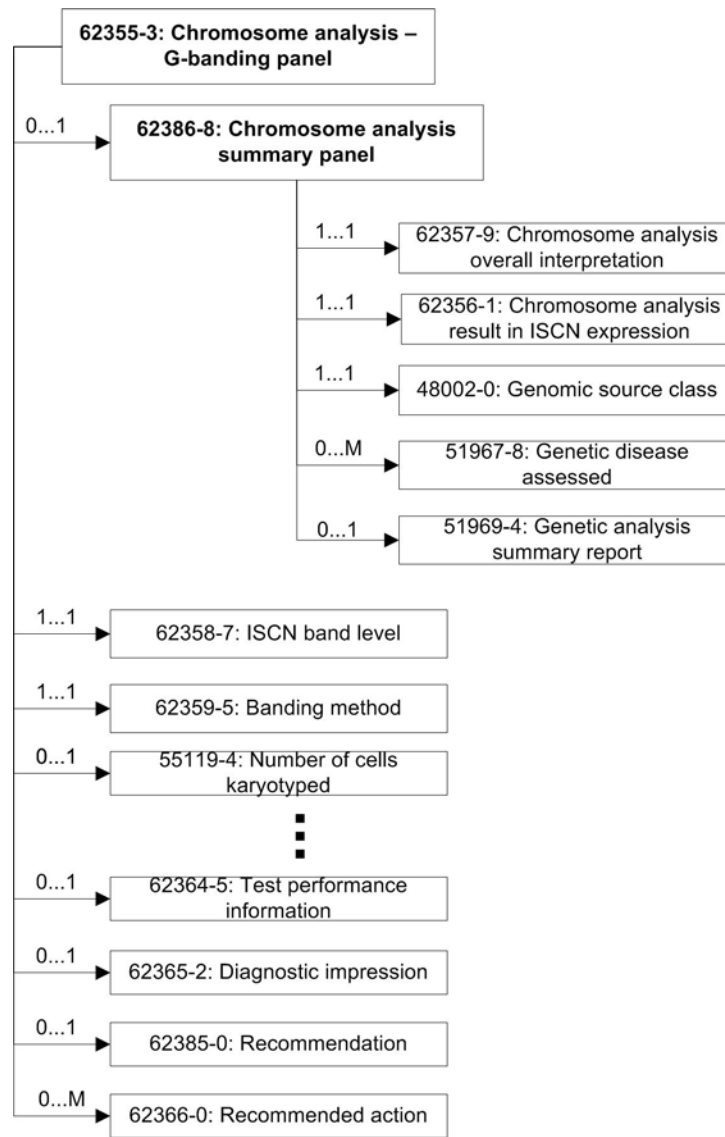 62355-3: Chromosome analysis –
G-banding panel
0...1
62386-8: Chromosome analysis
summary panel
1...1
62357-9: Chromosome analysis
overall interpretation
1...1
62356-1: Chromosome analysis
result in ISCN expression
1...1
48002-0: Genomic source class
0...M
51967-8: Genetic disease
assessed
0...1
51969-4: Genetic analysis
summary report
1...1
62358-7: ISCN band level
1...1
62359-5: Banding method
0...1
55119-4: Number of cells
karyotyped
0...1
62364-5: Test performance
information
0...1
62365-2: Diagnostic impression
0...1
62385-0: Recommendation
0...M
62366-0: Recommended action